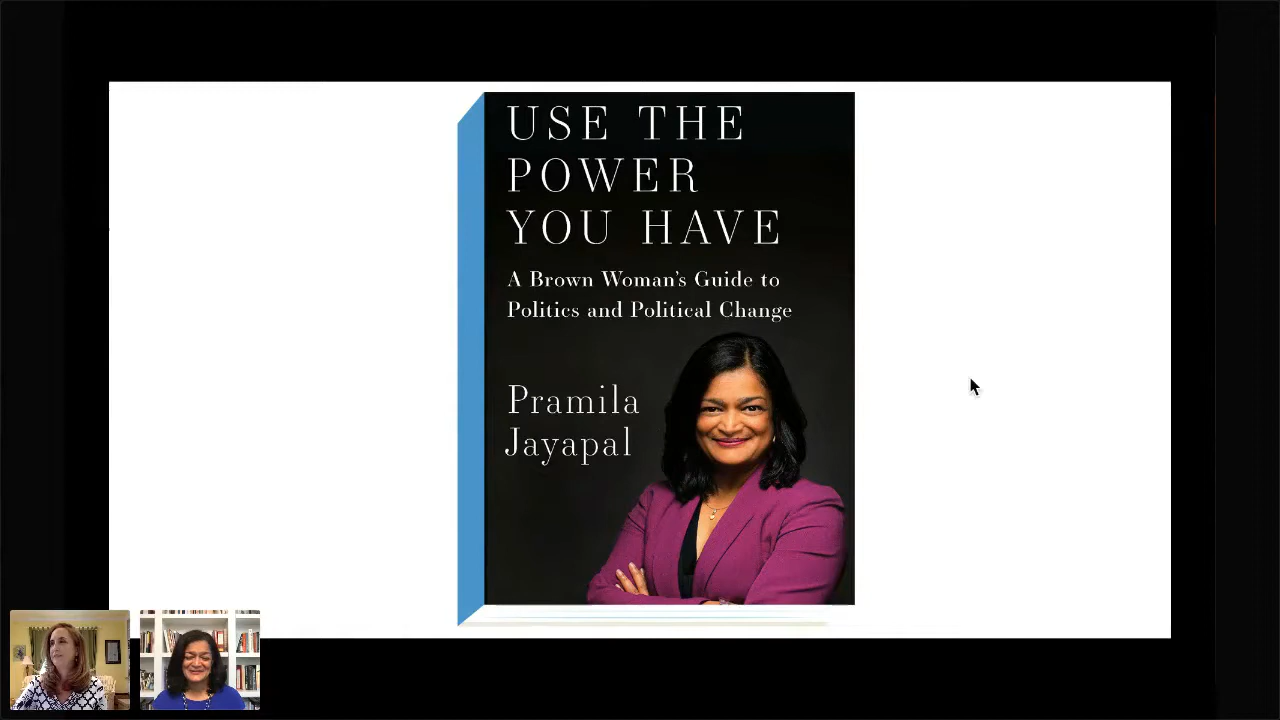 USE THE
POWER
YOU HAVE
A Brown Woman's Guide to
Politics and Political Change
Pramila
Jayapal